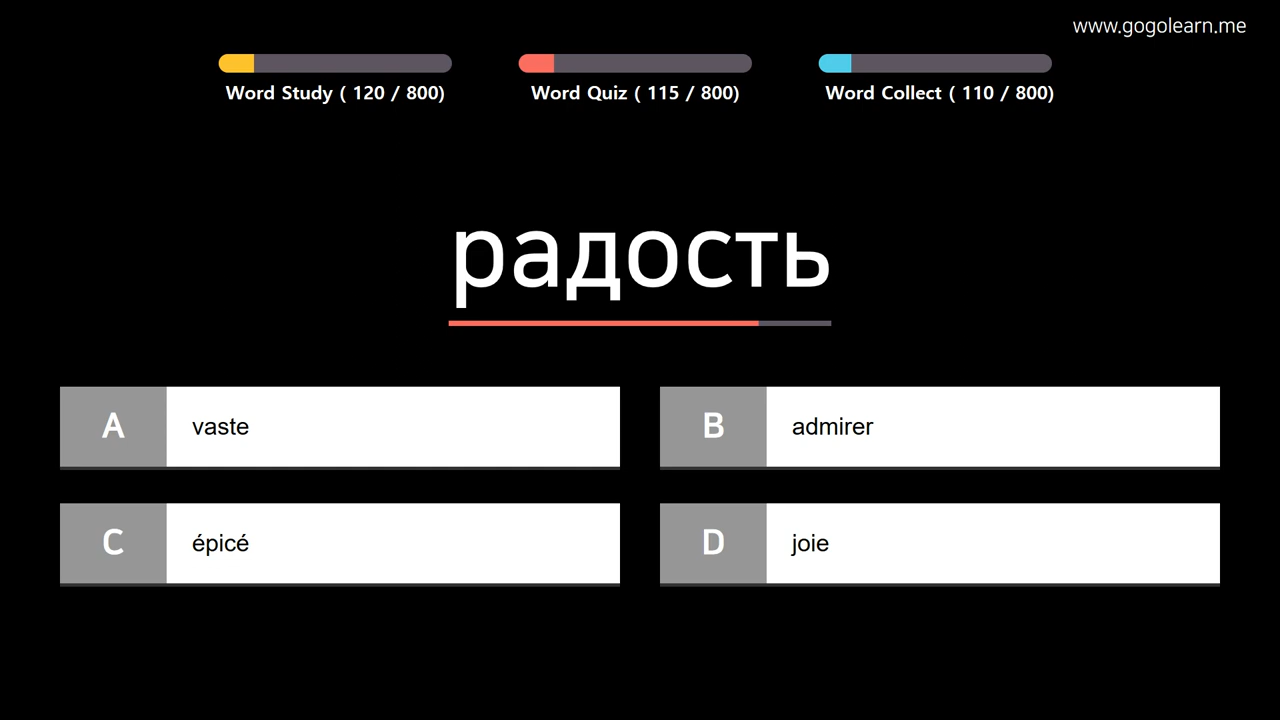 www.gogolearn.me
Word Study ( 120 / 800)
Word Quiz ( 115 / 800)
Word Collect ( 110 / 800)
радость
A vaste
B admirer
C épicé
D joie